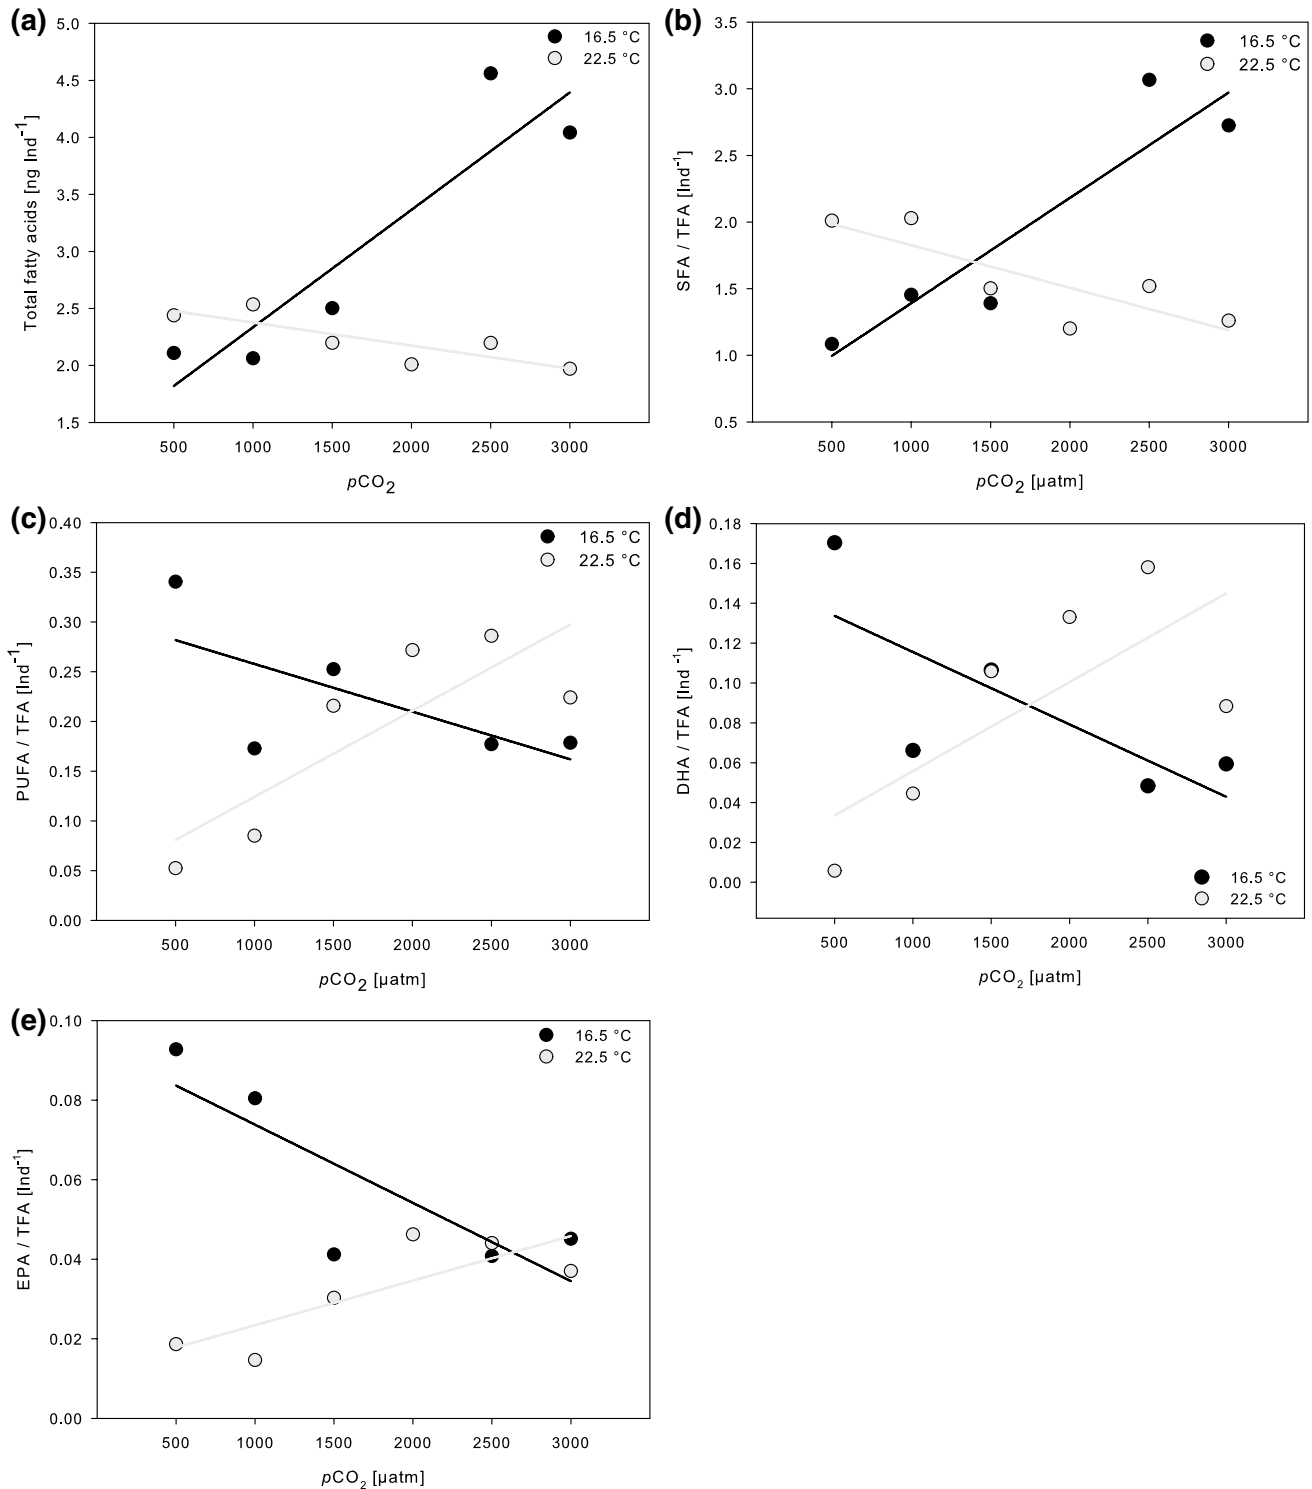 (a)
5.0
4.5
4.0
3.5
3.0
2.5
2.0
1.5
Total fatty acids [ng Ind⁻¹]
16.5 °C
22.5 °C
500 1000 1500 2000 2500 3000
pCO₂
(b)
3.5
3.0
2.5
2.0
1.5
1.0
0.5
SFA / TFA [Ind⁻¹]
16.5 °C
22.5 °C
500 1000 1500 2000 2500 3000
pCO₂ [µatm]
(c)
0.40
0.35
0.30
0.25
0.20
0.15
0.10
0.05
0.00
PUFA / TFA [Ind⁻¹]
16.5 °C
22.5 °C
500 1000 1500 2000 2500 3000
pCO₂ [µatm]
(d)
0.18
0.16
0.14
0.12
0.10
0.08
0.06
0.04
0.02
0.00
DHA / TFA [Ind⁻¹]
16.5 °C
22.5 °C
500 1000 1500 2000 2500 3000
pCO₂ [µatm]
(e)
0.10
0.08
0.06
0.04
0.02
0.00
EPA / TFA [Ind⁻¹]
16.5 °C
22.5 °C
500 1000 1500 2000 2500 3000
pCO₂ [µatm]